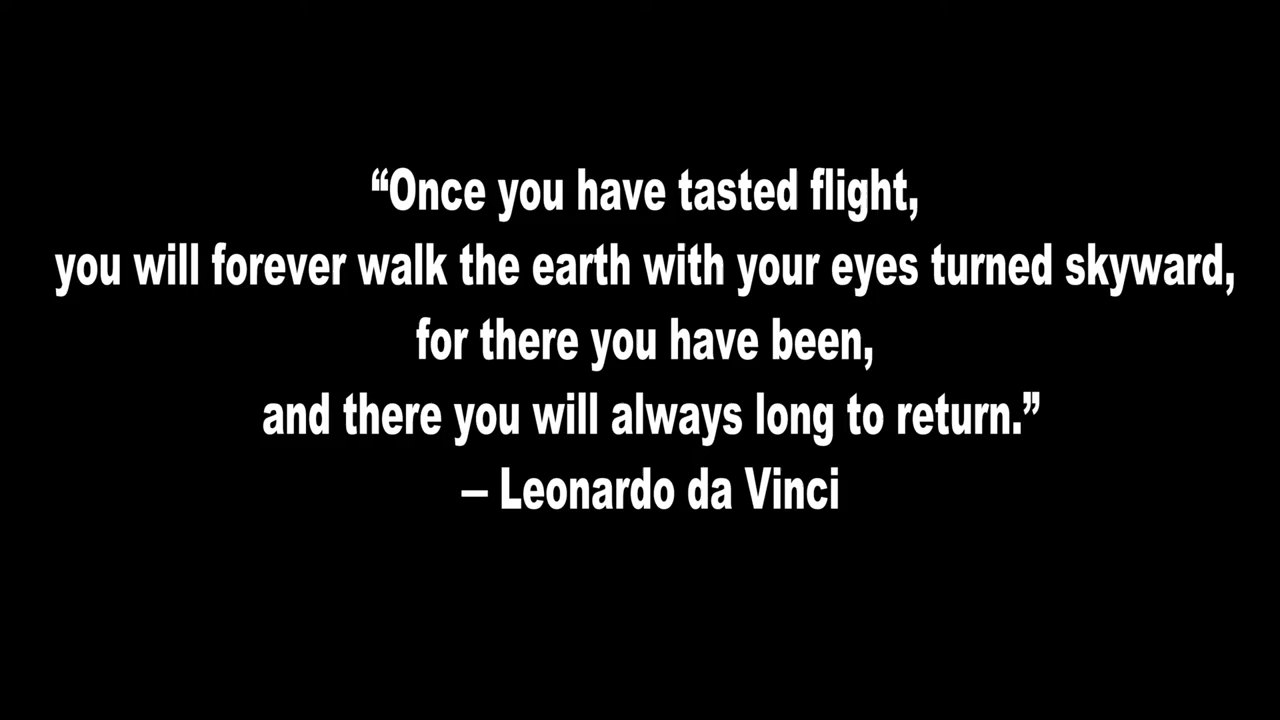 “Once you have tasted flight,
you will forever walk the earth with your eyes turned skyward,
for there you have been,
and there you will always long to return.”
– Leonardo da Vinci